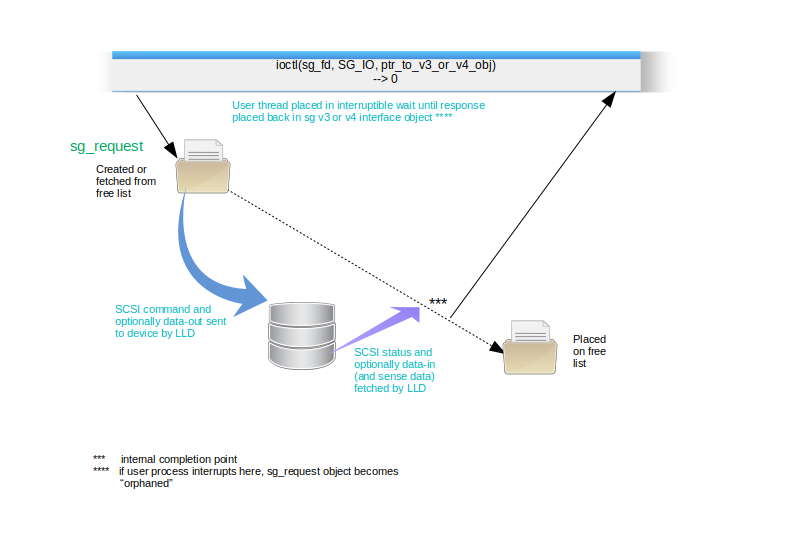 ioctl(sg_fd, SG_IO, ptr_to_v3_or_v4_obj)
--> 0
User thread placed in interruptible wait until response
placed back in sg v3 or v4 interface object ****
sg_request
Created or
fetched from
free list
***
SCSI command and
optionally data-out sent
to device by LLD
SCSI status and
optionally data-in
(and sense data)
fetched by LLD
Placed
on free
list
*** internal completion point
**** if user process interrupts here, sg_request object becomes
“orphaned”